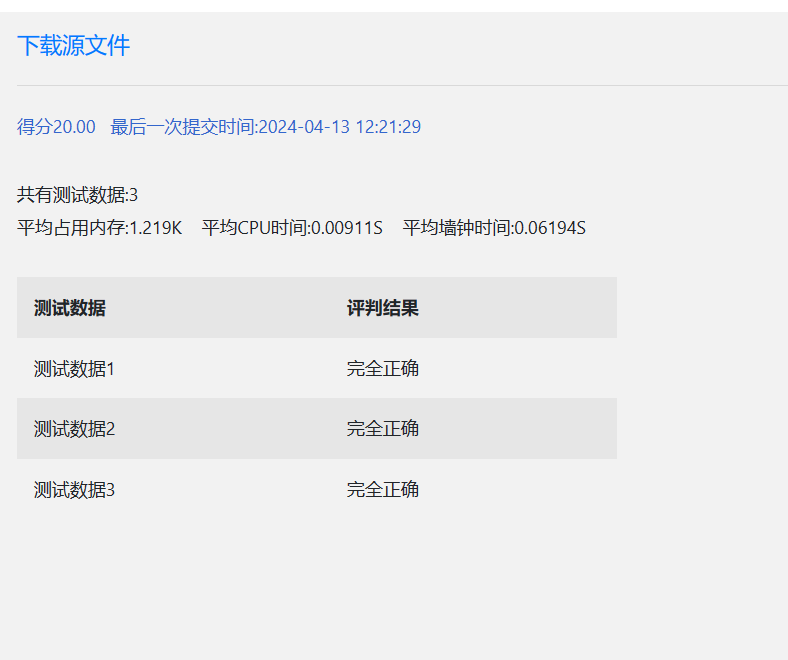 下载源文件
得分20.00 最后一次提交时间:2024-04-13 12:21:29
共有测试数据:3
平均占用内存:1.219K 平均CPU时间:0.00911S 平均墙钟时间:0.06194S
测试数据 评判结果
测试数据1 完全正确
测试数据2 完全正确
测试数据3 完全正确